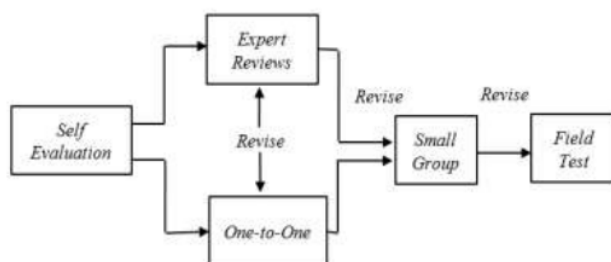 Expert
Reviews
Revise
Revise
Self
Evaluation
Revise
Small
Group
Field
Test
One-to-One